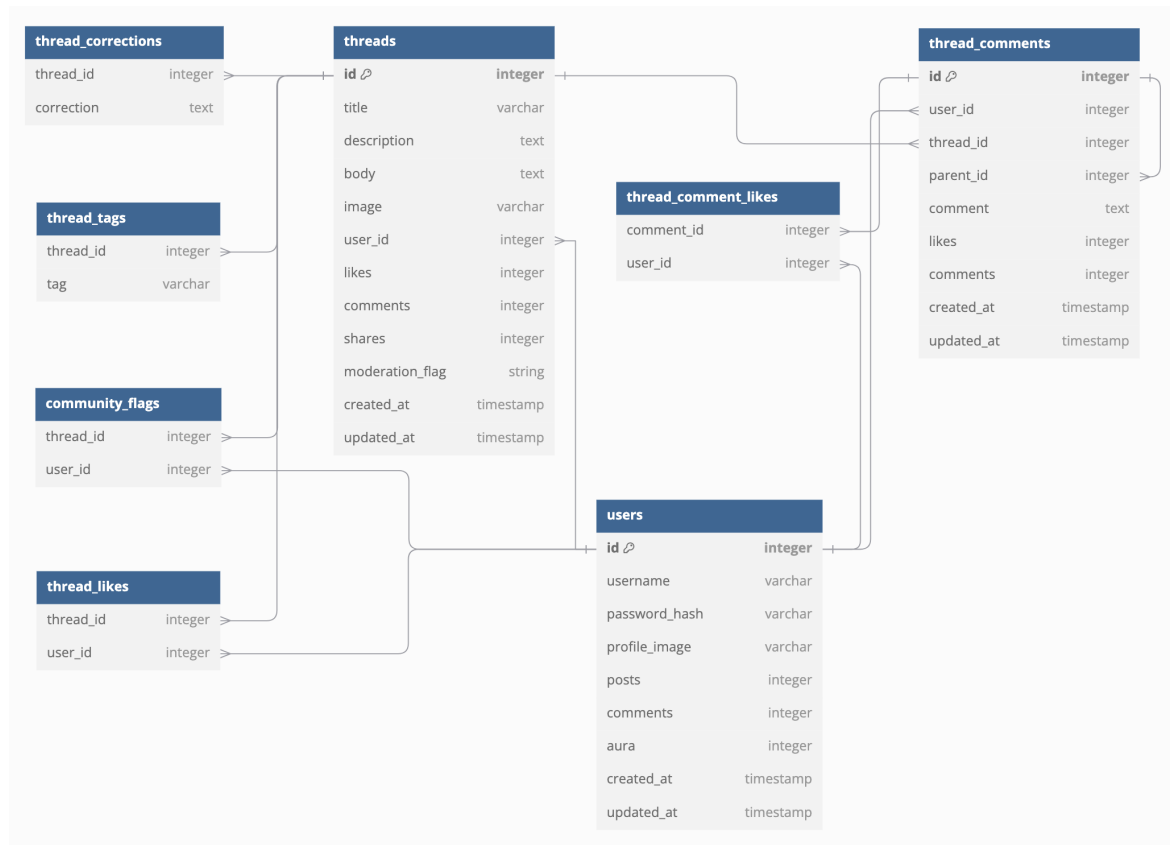 thread_corrections
thread_id integer
correction text
thread_tags
thread_id integer
tag varchar
community_flags
thread_id integer
user_id integer
thread_likes
thread_id integer
user_id integer
threads
id integer
title varchar
description text
body text
image varchar
user_id integer
likes integer
comments integer
shares integer
moderation_flag string
created_at timestamp
updated_at timestamp
thread_comment_likes
comment_id integer
user_id integer
users
id integer
username varchar
password_hash varchar
profile_image varchar
posts integer
comments integer
aura integer
created_at timestamp
updated_at timestamp
thread_comments
id integer
user_id integer
thread_id integer
parent_id integer
comment text
likes integer
comments integer
created_at timestamp
updated_at timestamp